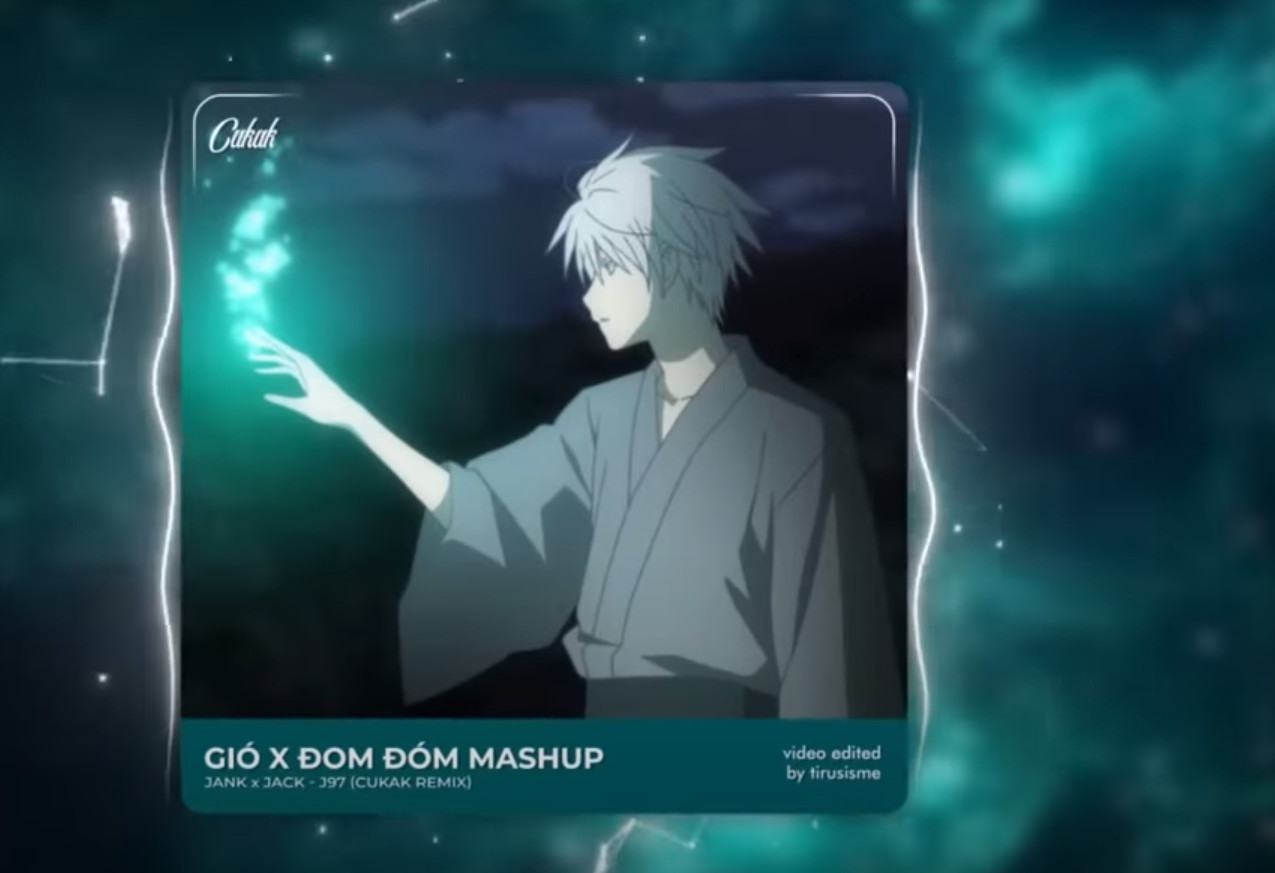 Cukak
GIÓ X ĐOM ĐÓM MASHUP
JANK x JACK - J97 (CUKAK REMIX)
video edited
by tirusisme